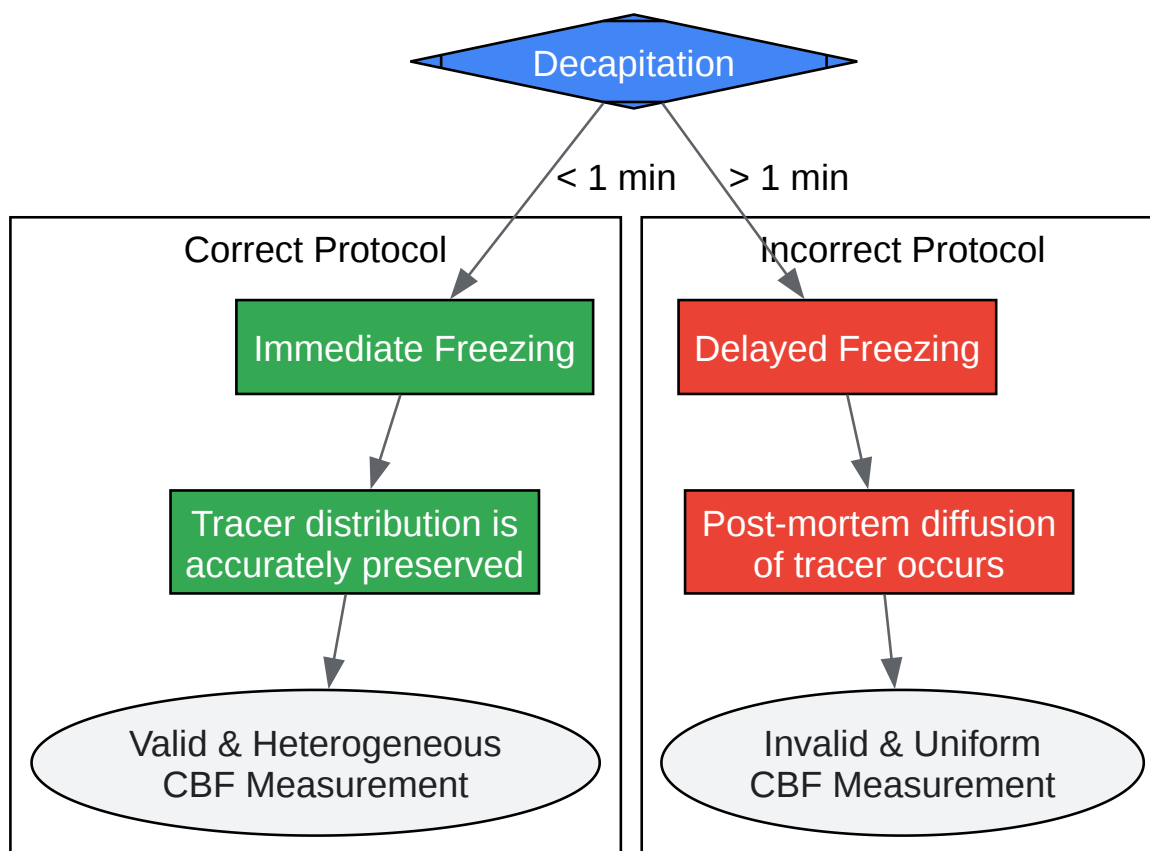 Decapitation
< 1 min
> 1 min
Correct Protocol
Immediate Freezing
Tracer distribution is
accurately preserved
Valid & Heterogeneous
CBF Measurement
Incorrect Protocol
Delayed Freezing
Post-mortem diffusion
of tracer occurs
Invalid & Uniform
CBF Measurement